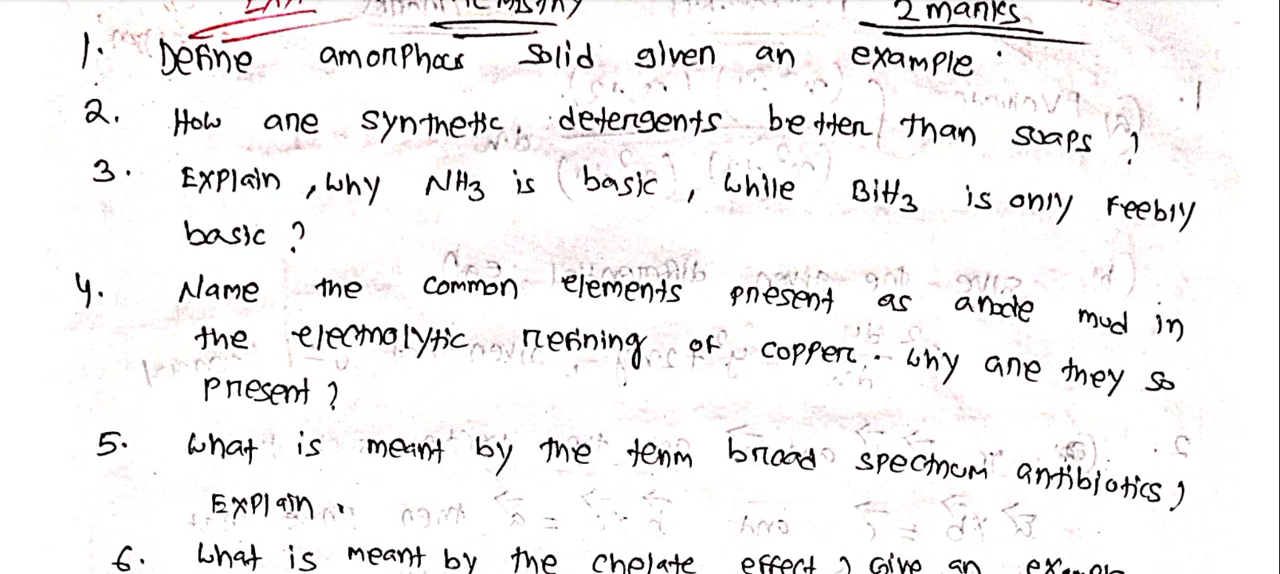 2 marks
1. Define amorphous solid given an example.
2. How are synthetic detergents better than soaps ?
3. Explain, why NH3 is basic, while BiH3 is only feebly
basic ?
4. Name the common elements present as anode mud in
the electrolytic refining of copper. why are they so
present ?
5. what is meant by the term broad spectrum antibiotics ?
Explain.
6. what is meant by the chelate effect ? Give an example